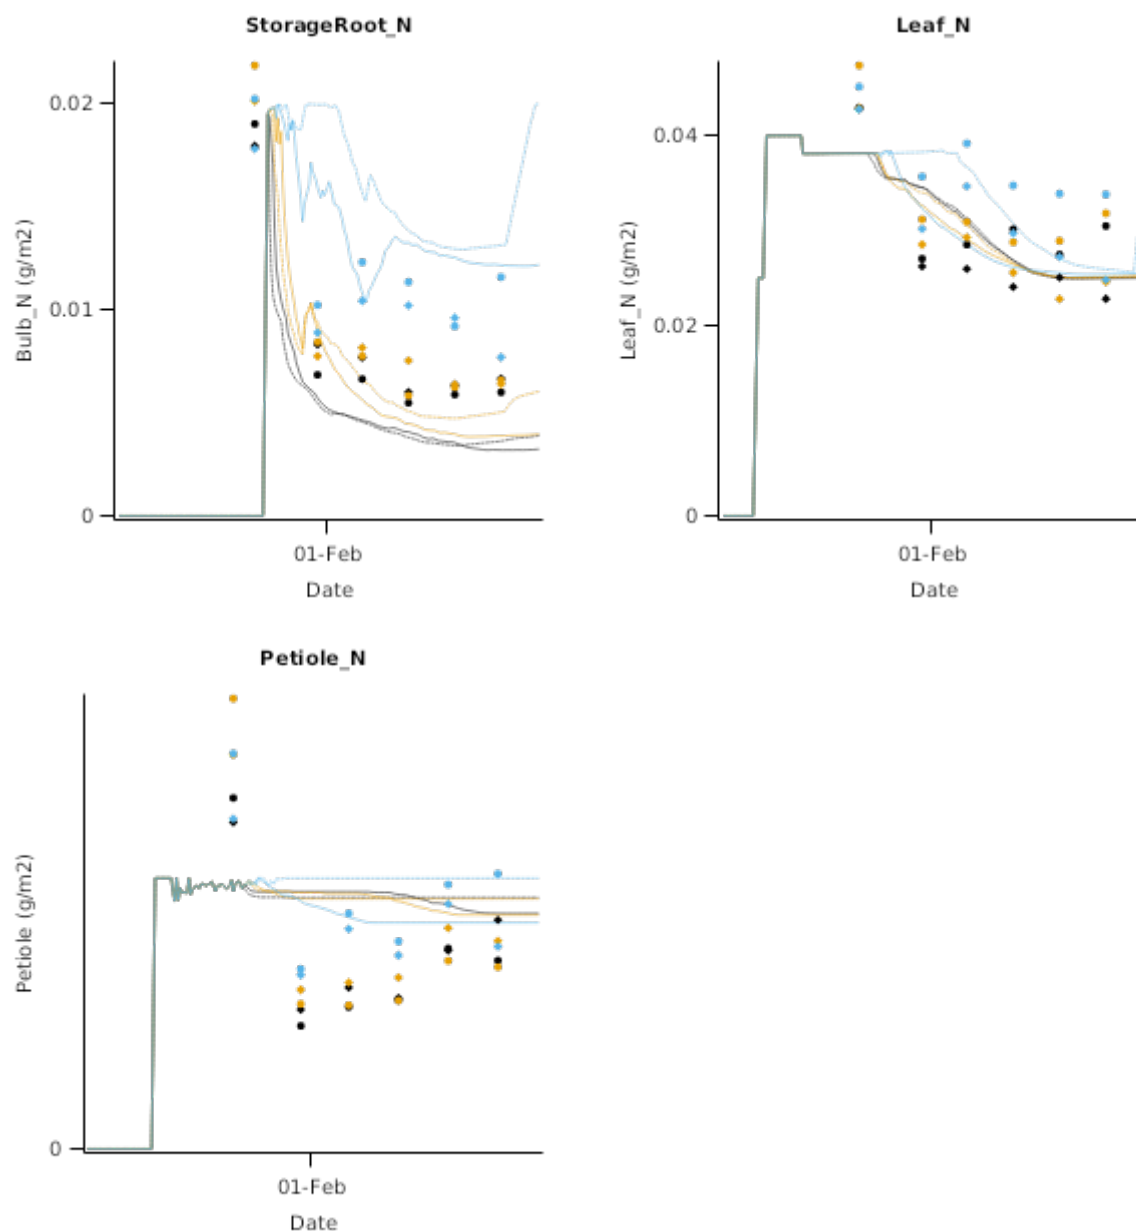 StorageRoot_N
Bulb_N (g/m2)
0.02
0.01
0
01-Feb
Date
Leaf_N
Leaf_N (g/m2)
0.04
0.02
0
01-Feb
Date
Petiole_N
Petiole (g/m2)
0
01-Feb
Date